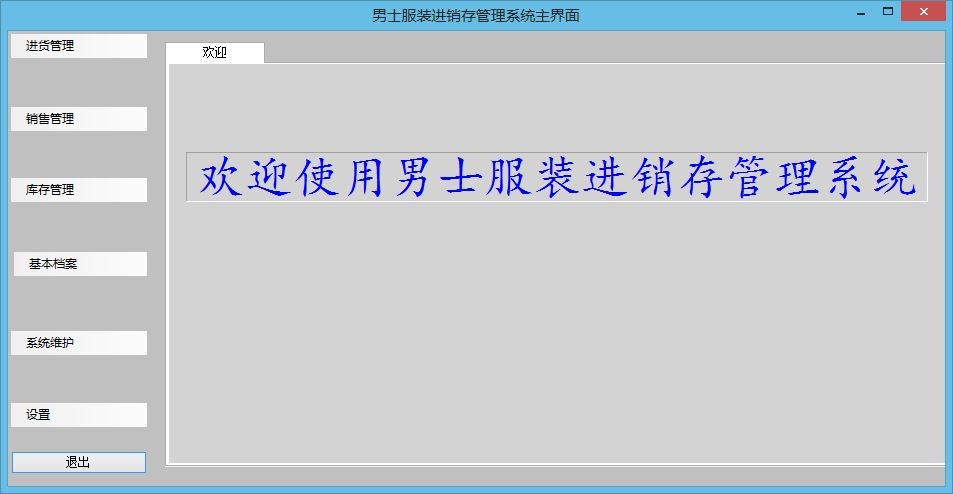 男士服装进销存管理系统主界面
进货管理
欢迎
销售管理
欢迎使用男士服装进销存管理系统
库存管理
基本档案
系统维护
设置
退出